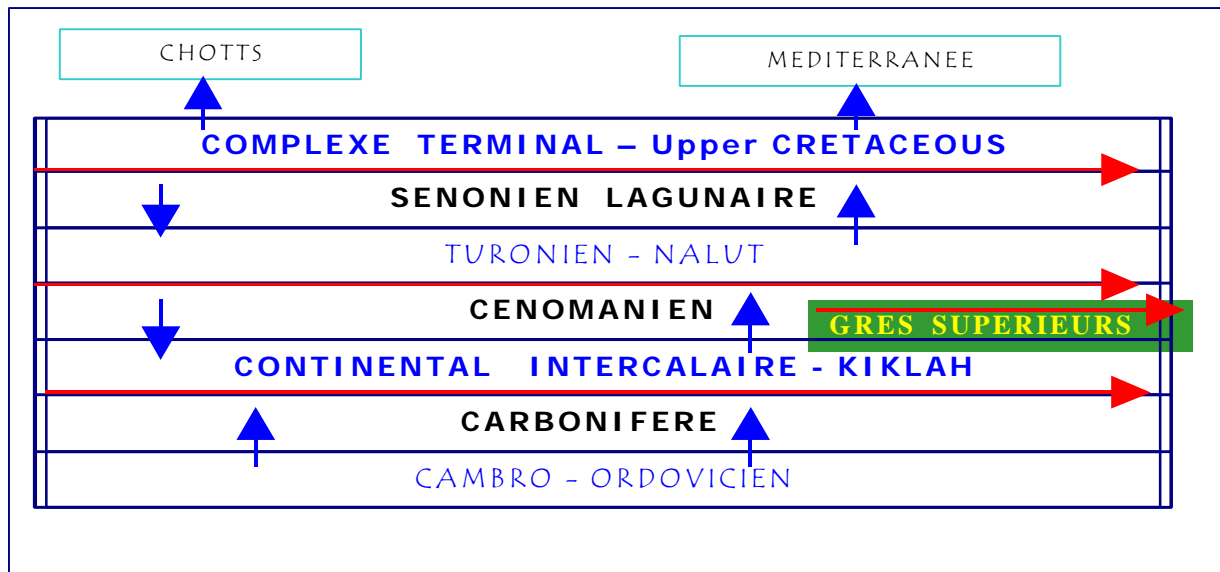 CHOTTS
MEDITERRANEE
COMPLEXE TERMINAL – Upper CRETACEOUS
SENONIEN LAGUNAIRE
TURONIEN - NALUT
CENOMANIEN
GRES SUPERIEURS
CONTINENTAL INTERCALAIRE - KIKLAH
CARBONIFERE
CAMBRO - ORDOVICIEN